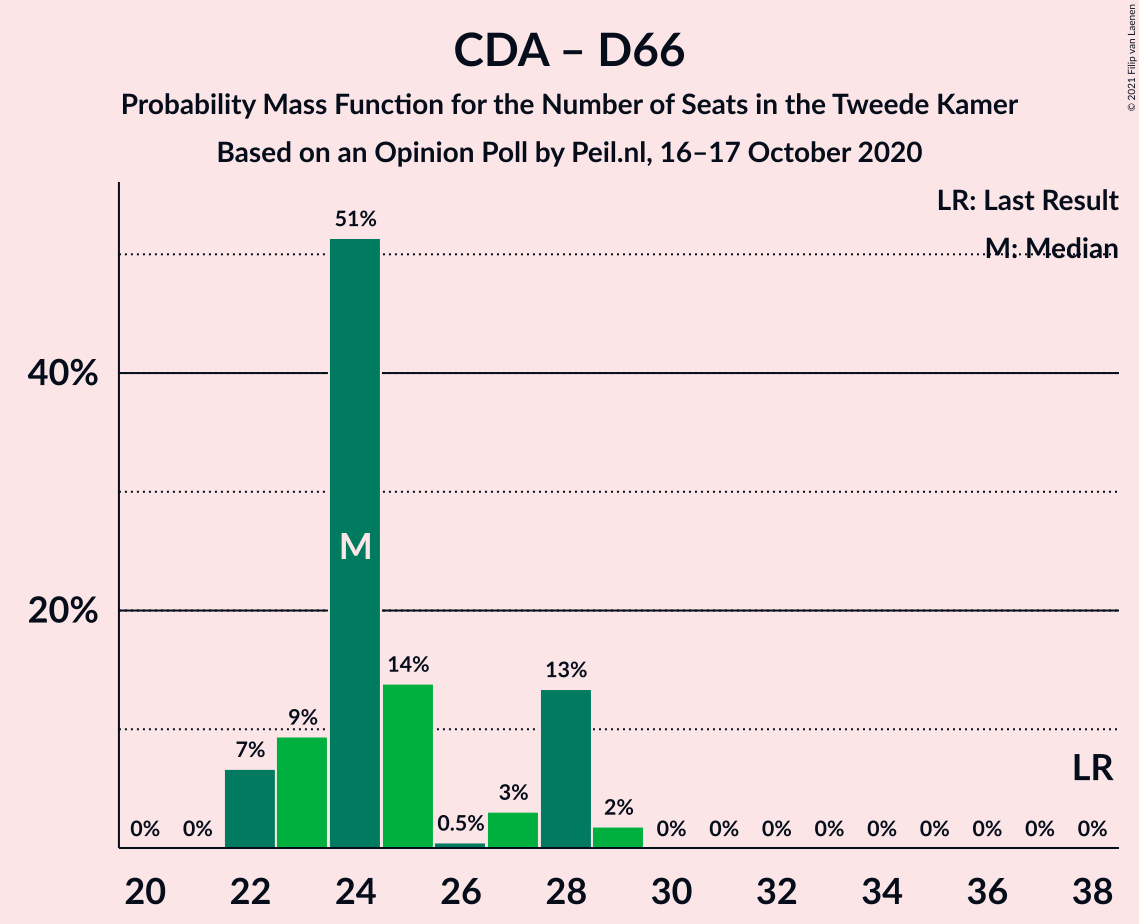 CDA – D66
Probability Mass Function for the Number of Seats in the Tweede Kamer
Based on an Opinion Poll by Peil.nl, 16–17 October 2020
© 2021 Filip van Laenen
LR: Last Result
M: Median
51%
40%
M
20%
14%
13%
9%
7%
LR
3%
2%
0.5%
0% 0% 0% 0% 0% 0% 0% 0% 0% 0% 0%
20 22 24 26 28 30 32 34 36 38